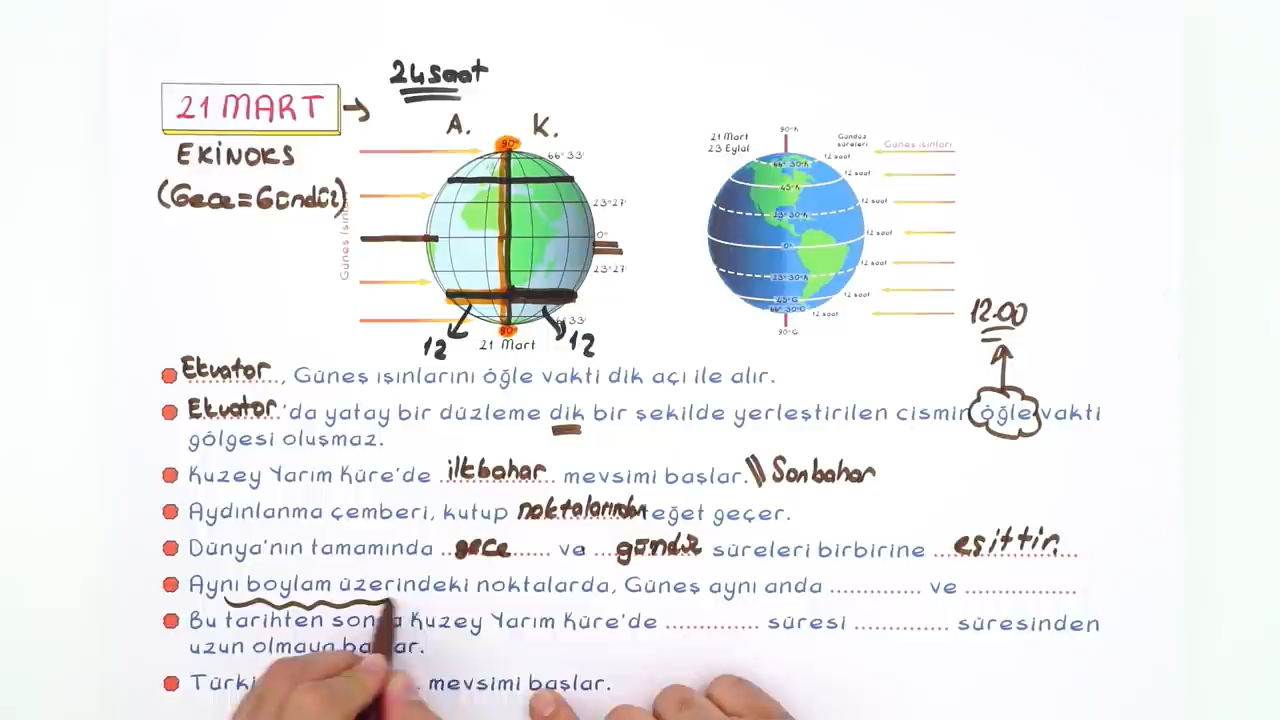 24 saat
21 MART
EKİNOKS
(Gece=Gündüz)
A. K.
90°
66° 33'
23°27'
0°
23°27'
66°33'
90°
12
12
21 Mart
Güneş Işınları
21 Mart
23 Eylül
90°K
Gündüz
süreleri
Güneş ışınları
66° 30'K
12 saat
45°K
12 saat
23° 30'K
12 saat
0°
12 saat
23° 30'G
12 saat
45°G
12 saat
66° 30'G
12 saat
90°G
12.00
Ekvator, Güneş ışınlarını öğle vakti dik açı ile alır.
Ekvator'da yatay bir düzleme dik bir şekilde yerleştirilen cismin öğle vakti
gölgesi oluşmaz.
Kuzey Yarım Küre'de ilkbahar mevsimi başlar. \\ Sonbahar
Aydınlanma çemberi, kutup noktalarından teğet geçer.
Dünya'nın tamamında gece ve gündüz süreleri birbirine eşittir.
Aynı boylam üzerindeki noktalarda, Güneş aynı anda .............. ve .................
Bu tarihten sonra Kuzey Yarım Küre'de .............. süresi .............. süresinden
uzun olmaya başlar.
mevsimi başlar.